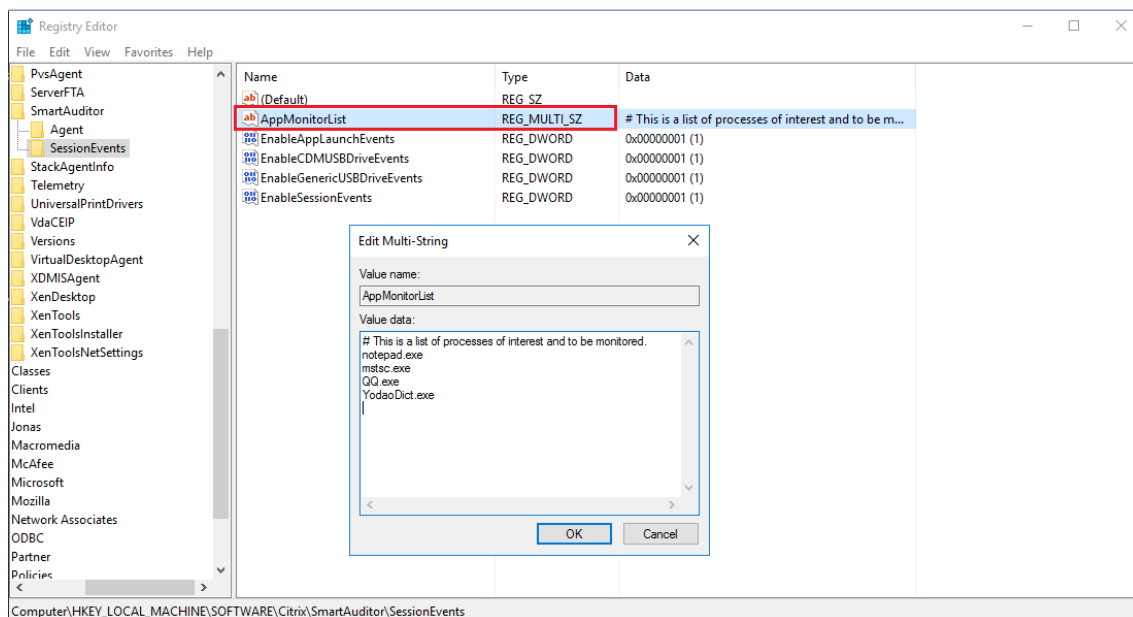 Registry Editor
File Edit View Favorites Help
PvsAgent
ServerFTA
SmartAuditor
Agent
SessionEvents
StackAgentInfo
Telemetry
UniversalPrintDrivers
VdaCEIP
Versions
VirtualDesktopAgent
XDMISAgent
XenDesktop
XenTools
XenToolsInstaller
XenToolsNetSettings
Classes
Clients
Intel
Jonas
Macromedia
McAfee
Microsoft
Mozilla
Network Associates
ODBC
Partner
Policies
Name Type Data
(Default) REG_SZ
AppMonitorList REG_MULTI_SZ # This is a list of processes of interest and to be m...
EnableAppLaunchEvents REG_DWORD 0x00000001 (1)
EnableCDMUSBDriveEvents REG_DWORD 0x00000001 (1)
EnableGenericUSBDriveEvents REG_DWORD 0x00000001 (1)
EnableSessionEvents REG_DWORD 0x00000001 (1)
Edit Multi-String
Value name:
AppMonitorList
Value data:
# This is a list of processes of interest and to be monitored.
notepad.exe
mstsc.exe
QQ.exe
YodaoDict.exe
OK Cancel
Computer\HKEY_LOCAL_MACHINE\SOFTWARE\Citrix\SmartAuditor\SessionEvents